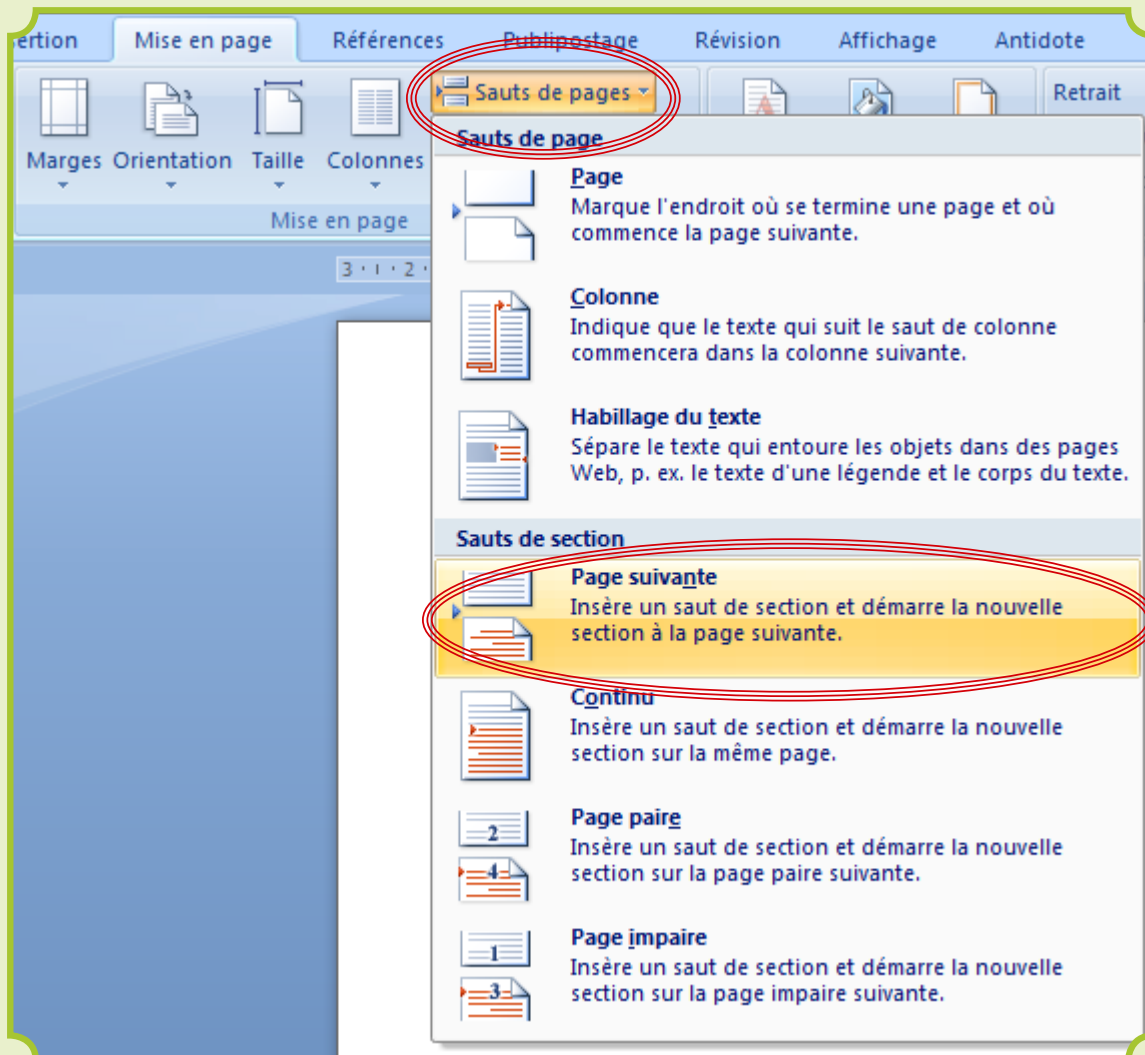 ertion Mise en page Références Publipostage Révision Affichage Antidote
Sauts de pages Retrait
Marges Orientation Taille Colonnes
Mise en page
3 · ı · 2 ·
Sauts de page
Page
Marque l'endroit où se termine une page et où
commence la page suivante.
Colonne
Indique que le texte qui suit le saut de colonne
commencera dans la colonne suivante.
Habillage du texte
Sépare le texte qui entoure les objets dans des pages
Web, p. ex. le texte d'une légende et le corps du texte.
Sauts de section
Page suivante
Insère un saut de section et démarre la nouvelle
section à la page suivante.
Continu
Insère un saut de section et démarre la nouvelle
section sur la même page.
2
4
Page paire
Insère un saut de section et démarre la nouvelle
section sur la page paire suivante.
1
3
Page impaire
Insère un saut de section et démarre la nouvelle
section sur la page impaire suivante.